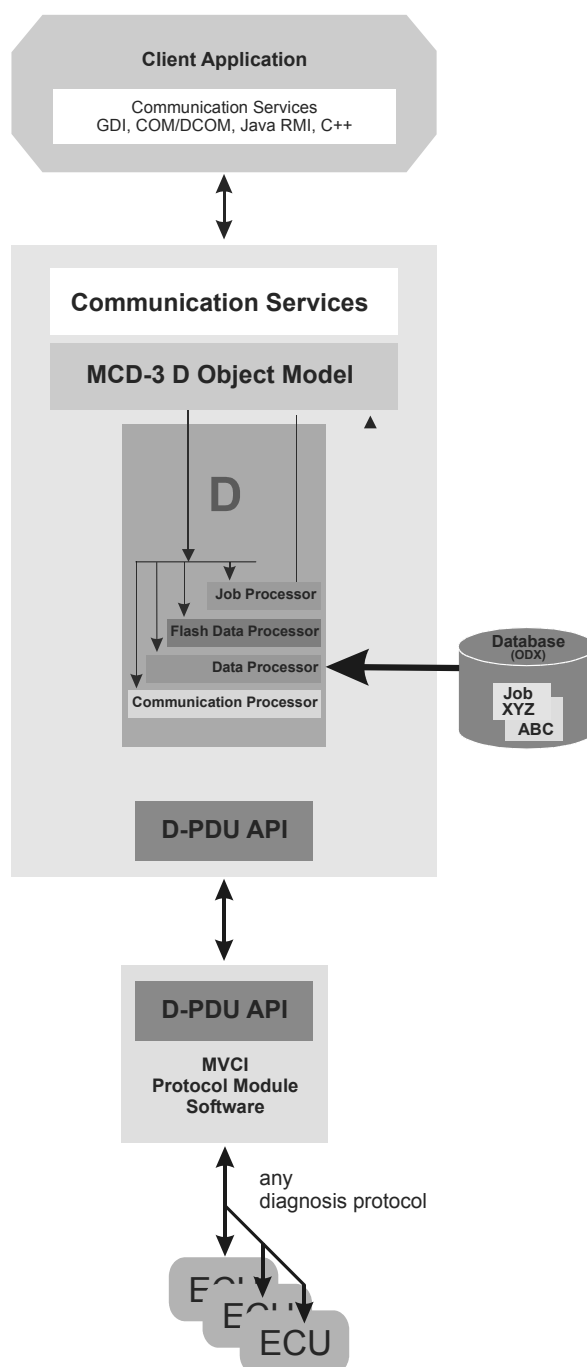 Client Application
Communication Services
GDI, COM/DCOM, Java RMI, C++
Communication Services
MCD-3 D Object Model
D
Job Processor
Flash Data Processor
Data Processor
Communication Processor
Database
(ODX)
Job
XYZ
ABC
D-PDU API
D-PDU API
MVCI
Protocol Module
Software
any
diagnosis protocol
ECU
ECU
ECU